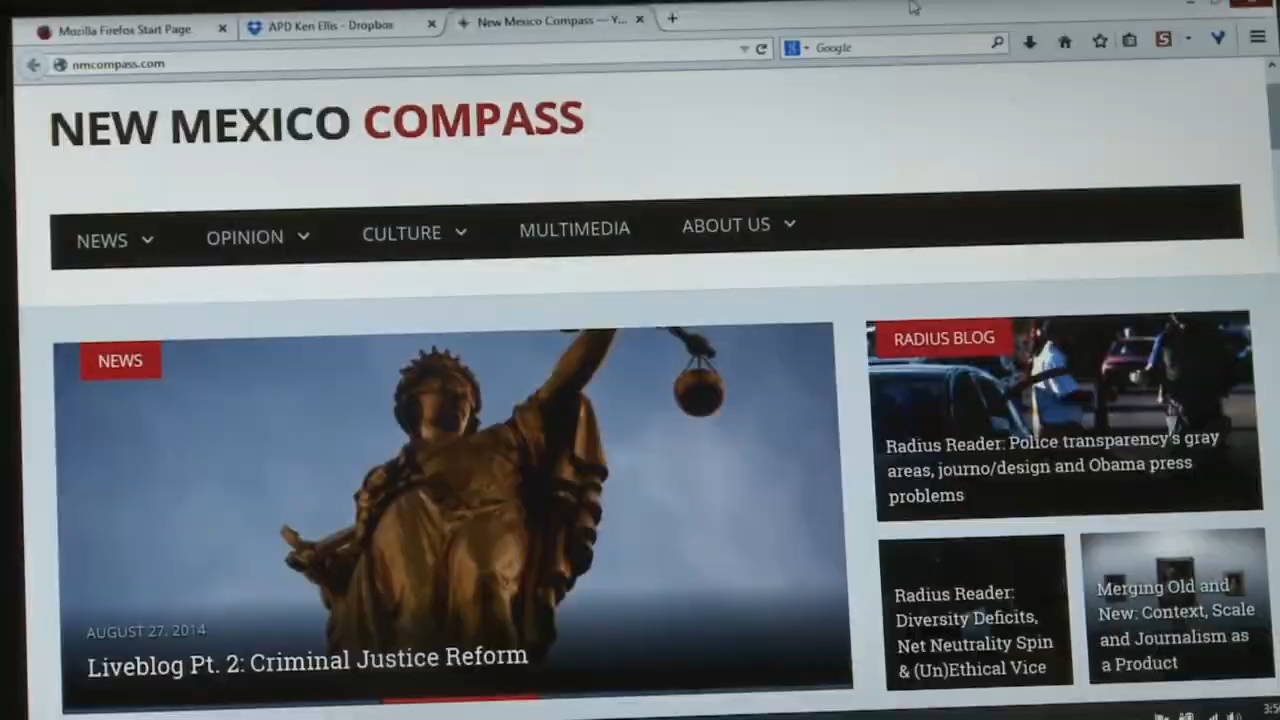 Mozilla Firefox Start Page
APD Ken Ellis - Dropbox
New Mexico Compass — Y...
nmcompass.com
Google
NEW MEXICO COMPASS
NEWS
OPINION
CULTURE
MULTIMEDIA
ABOUT US
NEWS
AUGUST 27, 2014
Liveblog Pt. 2: Criminal Justice Reform
RADIUS BLOG
Radius Reader: Police transparency's gray
areas, journo/design and Obama press
problems
Radius Reader:
Diversity Deficits,
Net Neutrality Spin
& (Un)Ethical Vice
Merging Old and
New: Context, Scale
and Journalism as
a Product